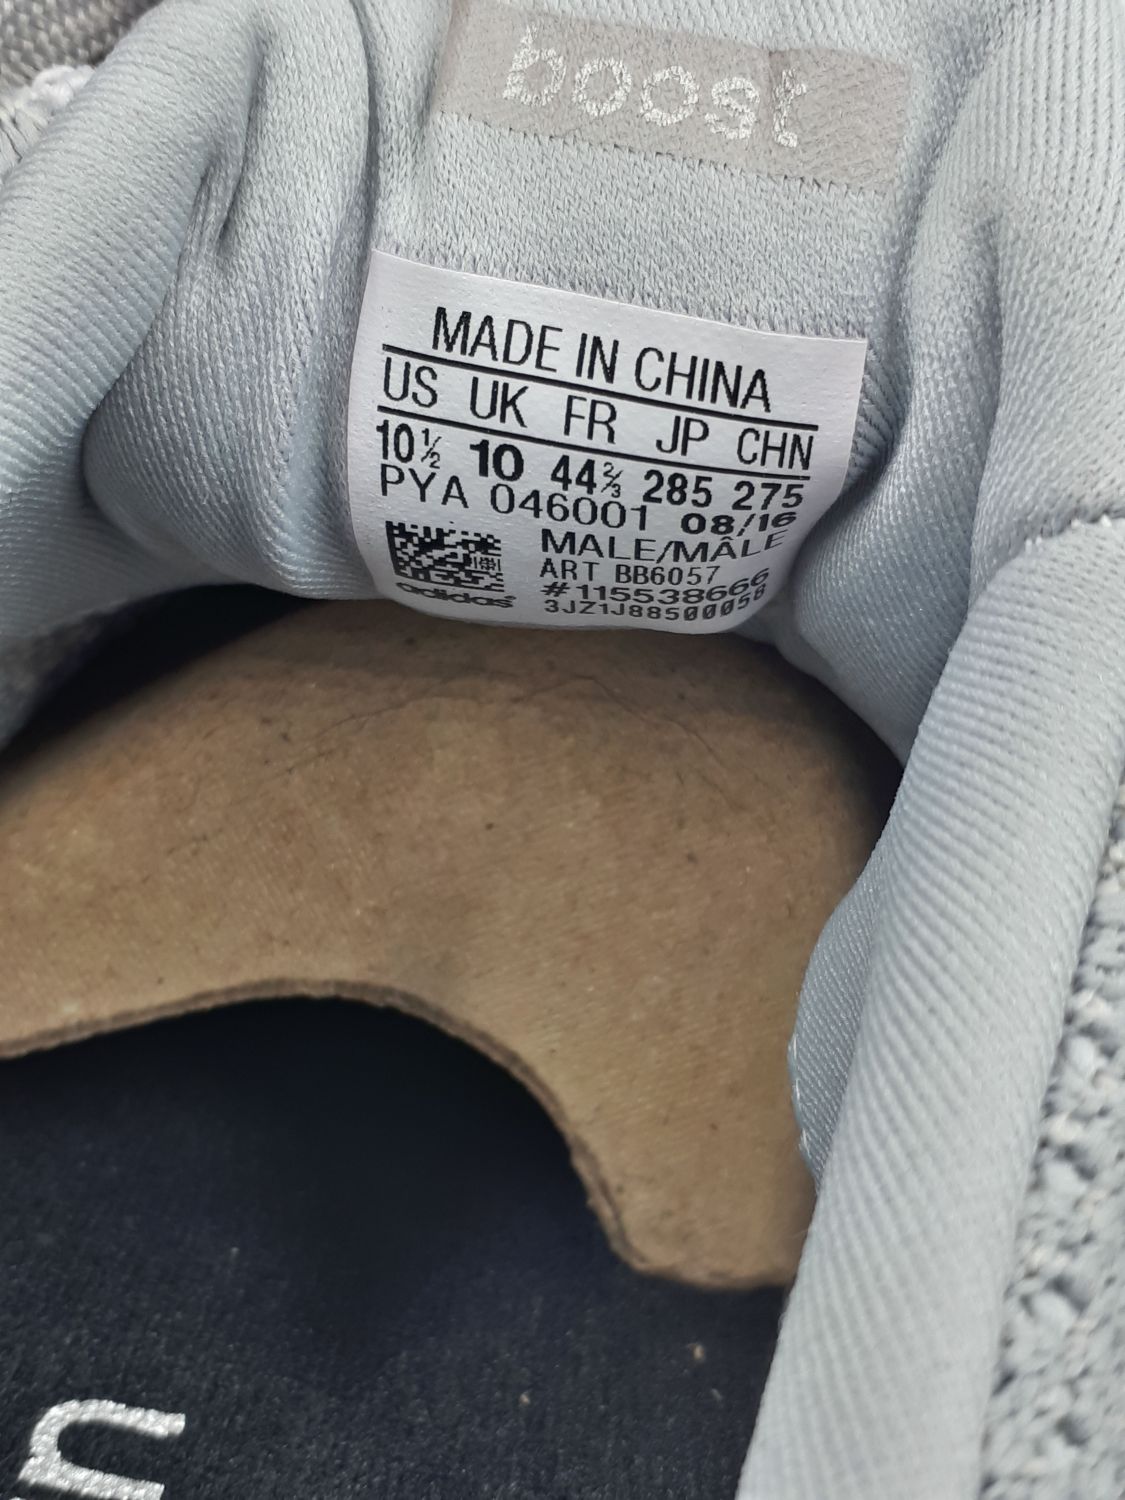 boost
MADE IN CHINA
US UK FR JP CHN
10½ 10 44⅔ 285 275
PYA 046001 08/16
MALE/MÂLE
ART BB6057
#115538666
3JZ1J88500058
adidas
n